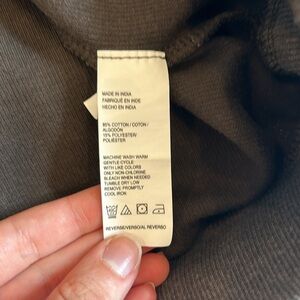 MADE IN INDIA
FABRIQUÉ EN INDE
HECHO EN INDIA
85% COTTON / COTON /
ALGODÓN
15% POLYESTER/
POLIESTER
MACHINE WASH WARM
GENTLE CYCLE
WITH LIKE COLORS
ONLY NON-CHLORINE
BLEACH WHEN NEEDED
TUMBLE DRY LOW
REMOVE PROMPTLY
COOL IRON
REVERSE/VERSO/AL REVERSO